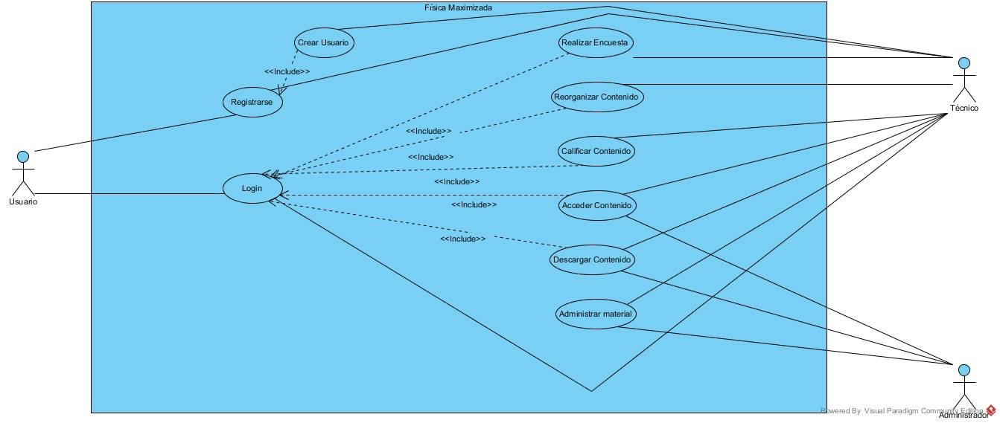 Física Maximizada
Crear Usuario
Realizar Encuesta
<<Include>>
Registrarse
Reorganizar Contenido
Técnico
<<Include>>
Calificar Contenido
<<Include>>
Login
<<Include>>
Usuario
<<Include>>
Acceder Contenido
<<Include>>
Descargar Contenido
Administrar material
Powered By Visual Paradigm Community Edition
Administrador